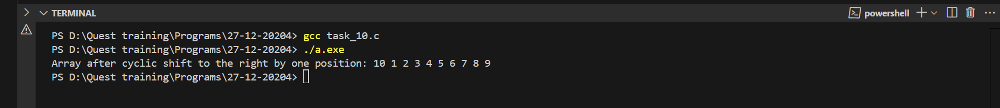 TERMINAL
powershell
PS D:\Quest training\Programs\27-12-20204> gcc task_10.c
PS D:\Quest training\Programs\27-12-20204> ./a.exe
Array after cyclic shift to the right by one position: 10 1 2 3 4 5 6 7 8 9
PS D:\Quest training\Programs\27-12-20204>